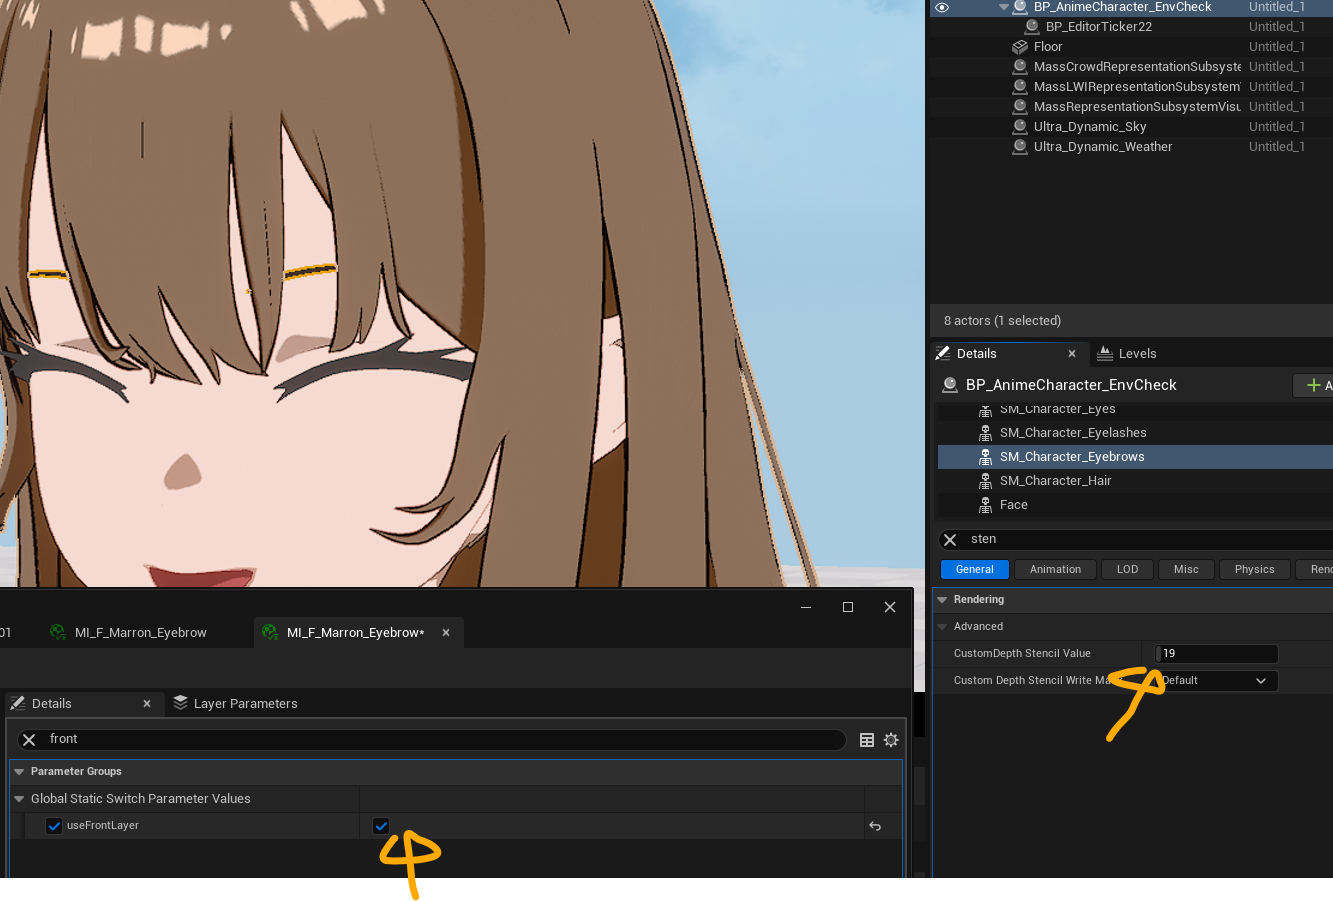 BP_AnimeCharacter_EnvCheck Untitled_1
BP_EditorTicker22 Untitled_1
Floor Untitled_1
MassCrowdRepresentationSubsyste Untitled_1
MassLWIRepresentationSubsystem Untitled_1
MassRepresentationSubsystemVisu Untitled_1
Ultra_Dynamic_Sky Untitled_1
Ultra_Dynamic_Weather Untitled_1
8 actors (1 selected)
Details Levels
BP_AnimeCharacter_EnvCheck + A
SM_Character_Eyes
SM_Character_Eyelashes
SM_Character_Eyebrows
SM_Character_Hair
Face
sten
General Animation LOD Misc Physics Rend
Rendering
Advanced
CustomDepth Stencil Value 19
Custom Depth Stencil Write Ma Default
01 MI_F_Marron_Eyebrow MI_F_Marron_Eyebrow*
Details Layer Parameters
front
Parameter Groups
Global Static Switch Parameter Values
useFrontLayer